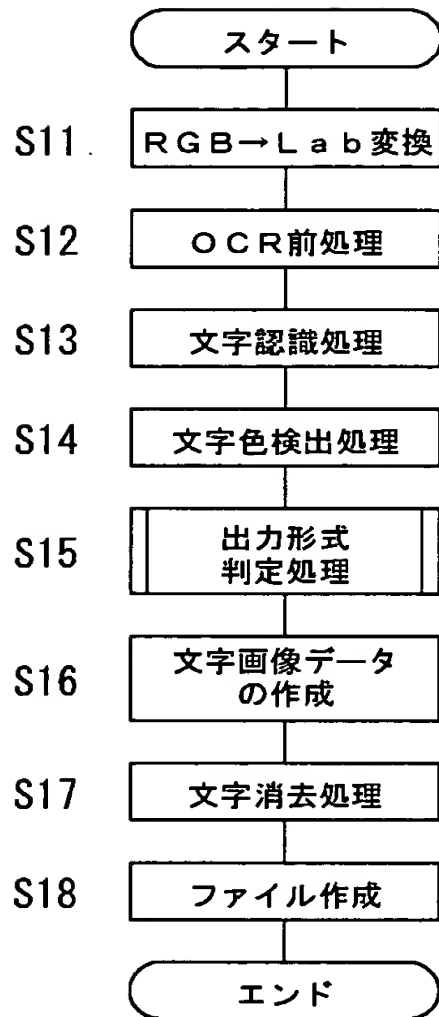 スタート
S11 RGB→Lab変換
S12 OCR前処理
S13 文字認識処理
S14 文字色検出処理
S15 出力形式
判定処理
S16 文字画像データ
の作成
S17 文字消去処理
S18 ファイル作成
エンド